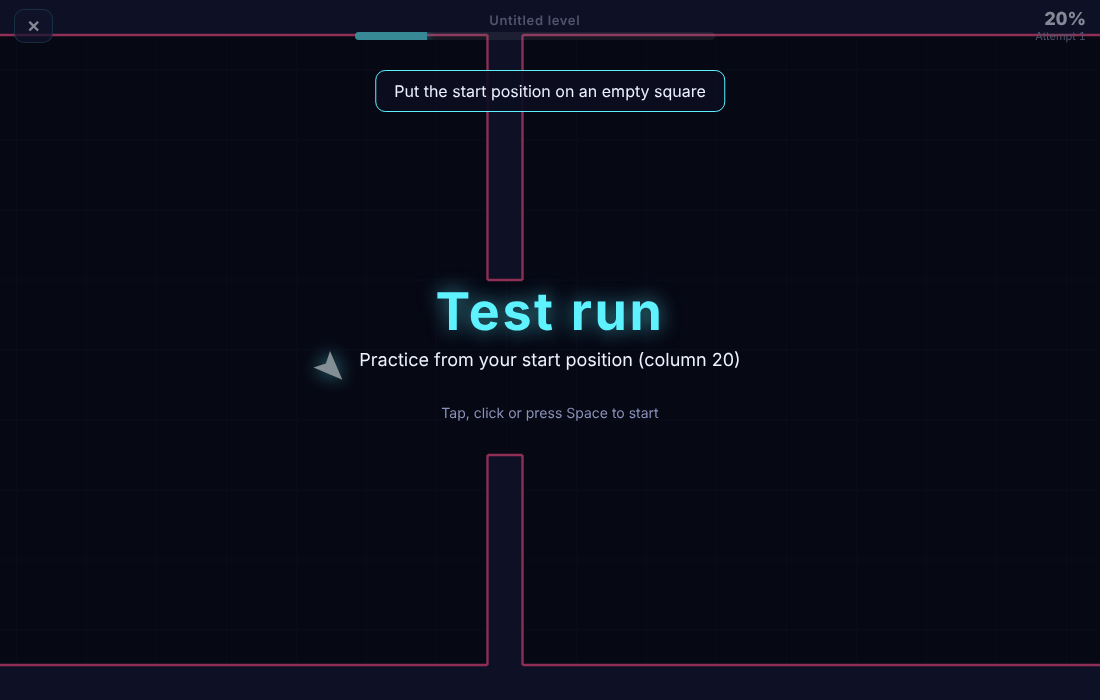 ×
Untitled level
20%
Attempt 1
Put the start position on an empty square
Test run
Practice from your start position (column 20)
Tap, click or press Space to start